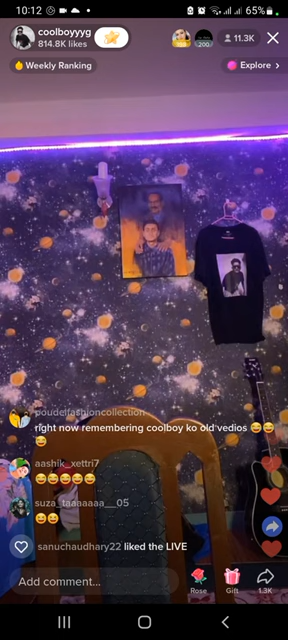 10:12
65%
coolboyyyg
814.8K likes
200
11.3K
Weekly Ranking
Explore >
poudelfashioncollection
right now remembering coolboy ko old vedios 😂😂
😂
aashik_xettri7
😂😂😂😂😂
suza_taaaaaaa__05
😂😂
sanuchaudhary22 liked the LIVE
Add comment...
Rose
Gift
1.3K